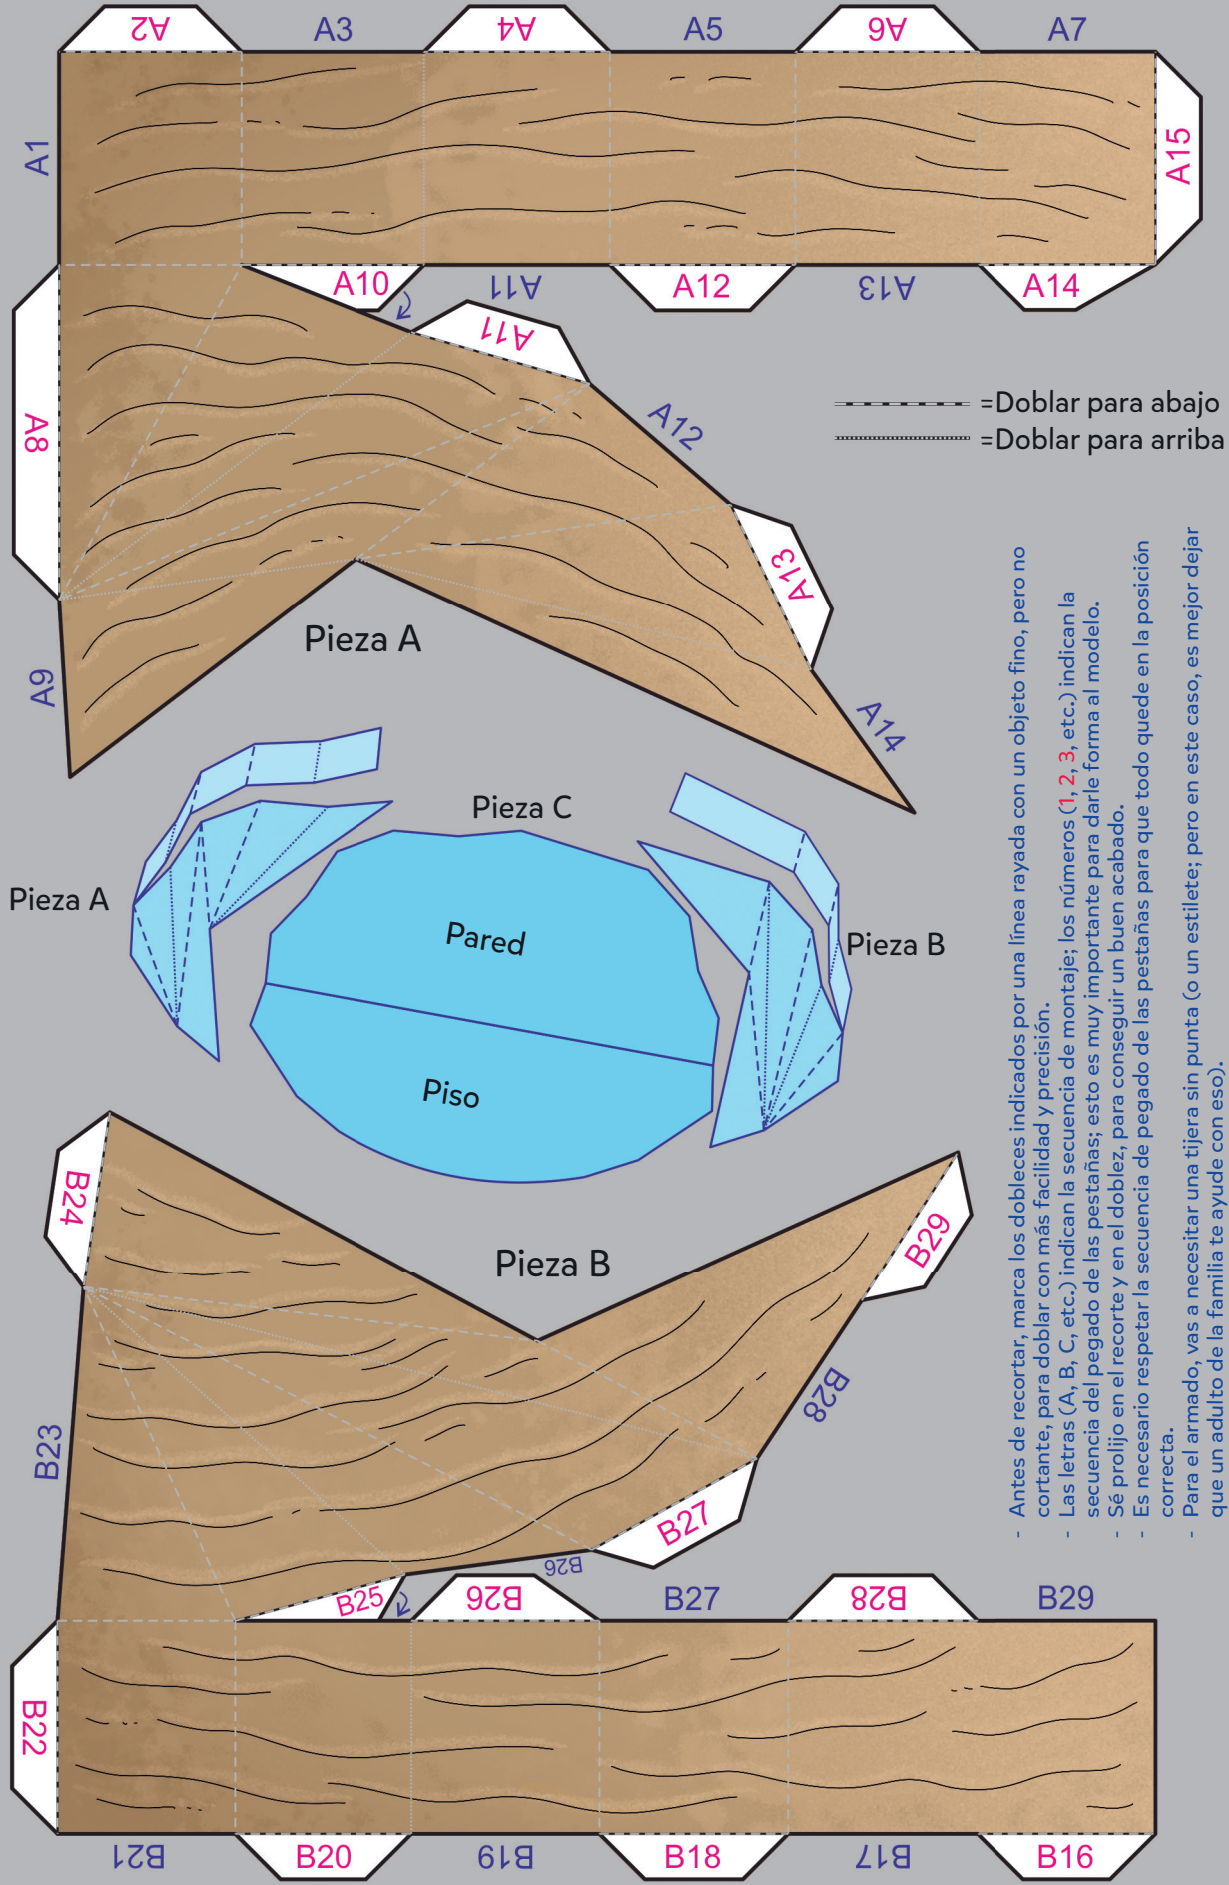 A2
A3
A4
A5
A6
A7
A1
A15
A10
A11
A12
A13
A14
A11
A8
A12
=Doblar para abajo
=Doblar para arriba
A13
A9
Pieza A
A14
Pieza C
Pieza A
Pared
Pieza B
Piso
- Antes de recortar, marca los dobleces indicados por una línea rayada con un objeto fino, pero no
cortante, para doblar con más facilidad y precisión.
- Las letras (A, B, C, etc.) indican la secuencia de montaje; los números (1, 2, 3, etc.) indican la
secuencia del pegado de las pestañas; esto es muy importante para darle forma al modelo.
- Sé prolijo en el recorte y en el doblez, para conseguir un buen acabado.
- Es necesario respetar la secuencia de pegado de las pestañas para que todo quede en la posición
correcta.
- Para el armado, vas a necesitar una tijera sin punta (o un estilete; pero en este caso, es mejor dejar
que un adulto de la familia te ayude con eso).
B24
Pieza B
B29
B23
B28
B27
B26
B25
B26
B27
B28
B29
B22
B21
B20
B19
B18
B17
B16